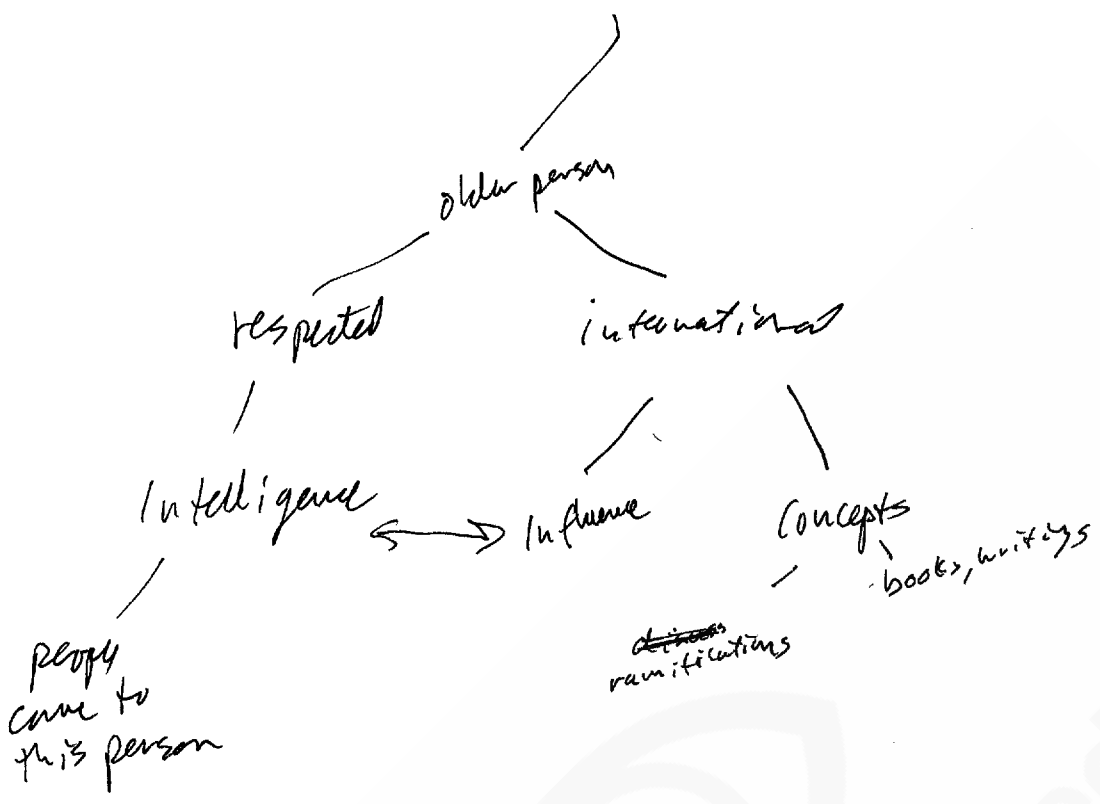 older person
respected
international
Intelligence
Influence
Concepts
books, writings
ramifications
people
come to
this person